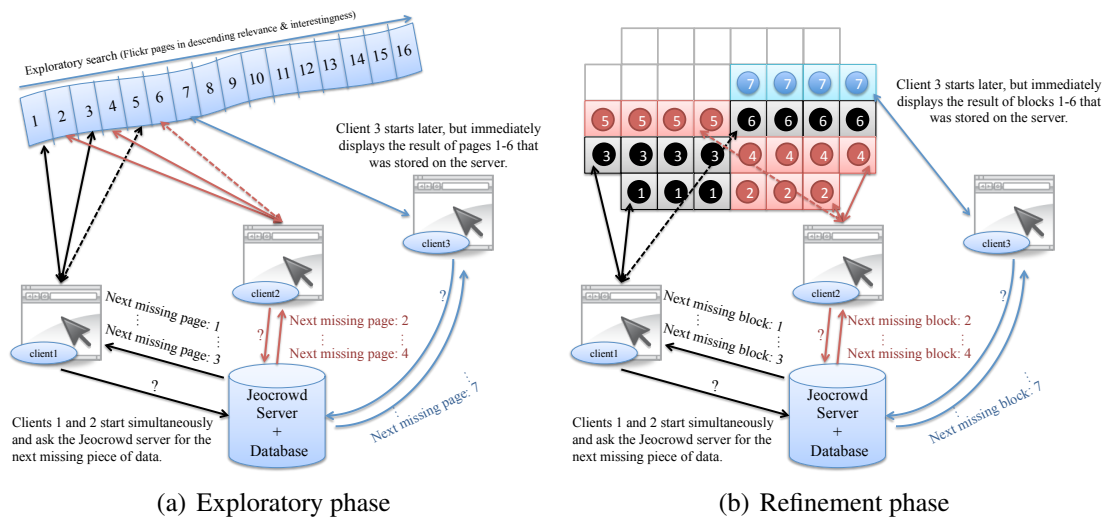 Exploratory search (Flickr pages in descending relevance & interestingness)
1 2 3 4 5 6 7 8 9 10 11 12 13 14 15 16
Client 3 starts later, but immediately
displays the result of pages 1-6 that
was stored on the server.
client3
client2
client1
Next missing page: 1
⋮ ⋮
Next missing page: 3
?
?
?
Next missing page: 2
⋮ ⋮
Next missing page: 4
⋮
Next missing page: 7
⋮
Jeocrowd
Server
+
Database
Clients 1 and 2 start simultaneously
and ask the Jeocrowd server for the
next missing piece of data.
(a) Exploratory phase
7 7 7 7
5 5 5 5 6 6 6 6
3 3 3 3 4 4 4 4
1 1 1 2 2 2
Client 3 starts later, but immediately
displays the result of blocks 1-6 that
was stored on the server.
client3
client2
client1
Next missing block: 1
⋮ ⋮
Next missing block: 3
?
?
?
Next missing block: 2
⋮ ⋮
Next missing block: 4
⋮
Next missing block: 7
⋮
Jeocrowd
Server
+
Database
Clients 1 and 2 start simultaneously
and ask the Jeocrowd server for the
next missing piece of data.
(b) Refinement phase